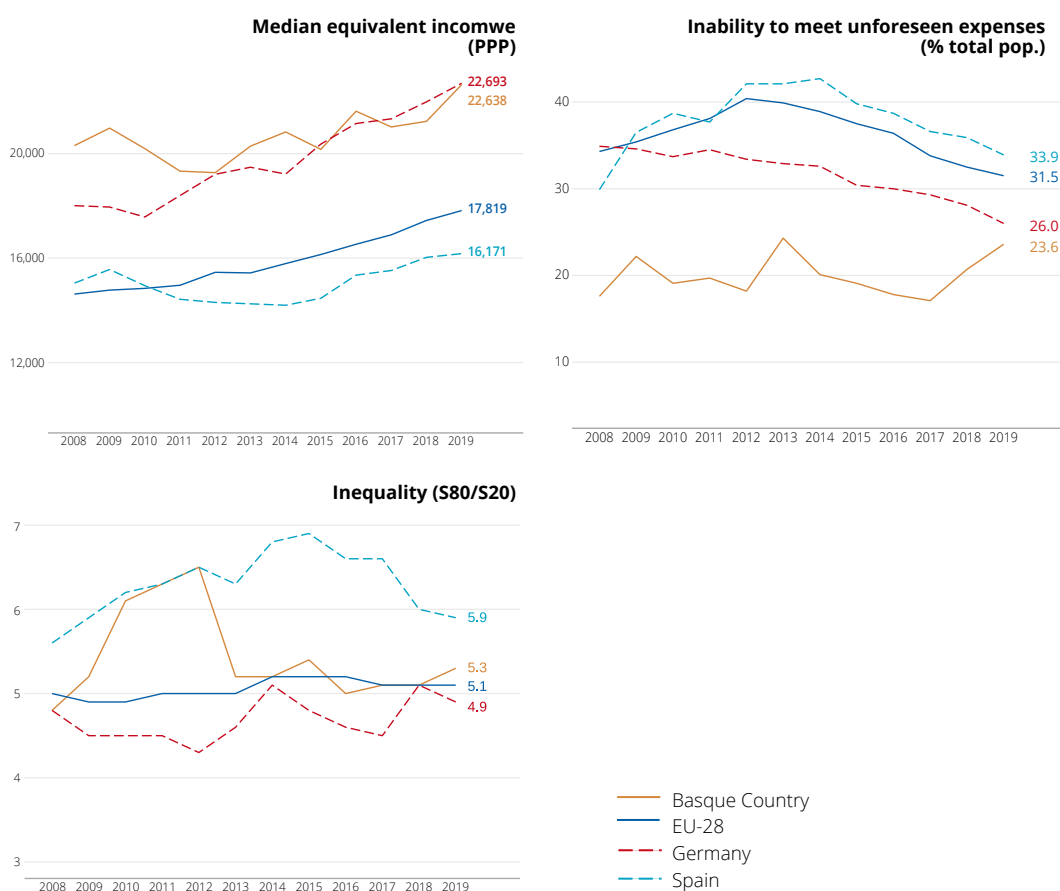 Median equivalent incomwe
(PPP)
22,693
22,638
20,000
17,819
16,171
16,000
12,000
2008 2009 2010 2011 2012 2013 2014 2015 2016 2017 2018 2019
Inability to meet unforeseen expenses
(% total pop.)
40
33.9
31.5
30
26.0
23.6
20
10
2008 2009 2010 2011 2012 2013 2014 2015 2016 2017 2018 2019
Inequality (S80/S20)
7
6
5.9
5.3
5.1
5
4.9
4
3
2008 2009 2010 2011 2012 2013 2014 2015 2016 2017 2018 2019
Basque Country
EU-28
Germany
Spain